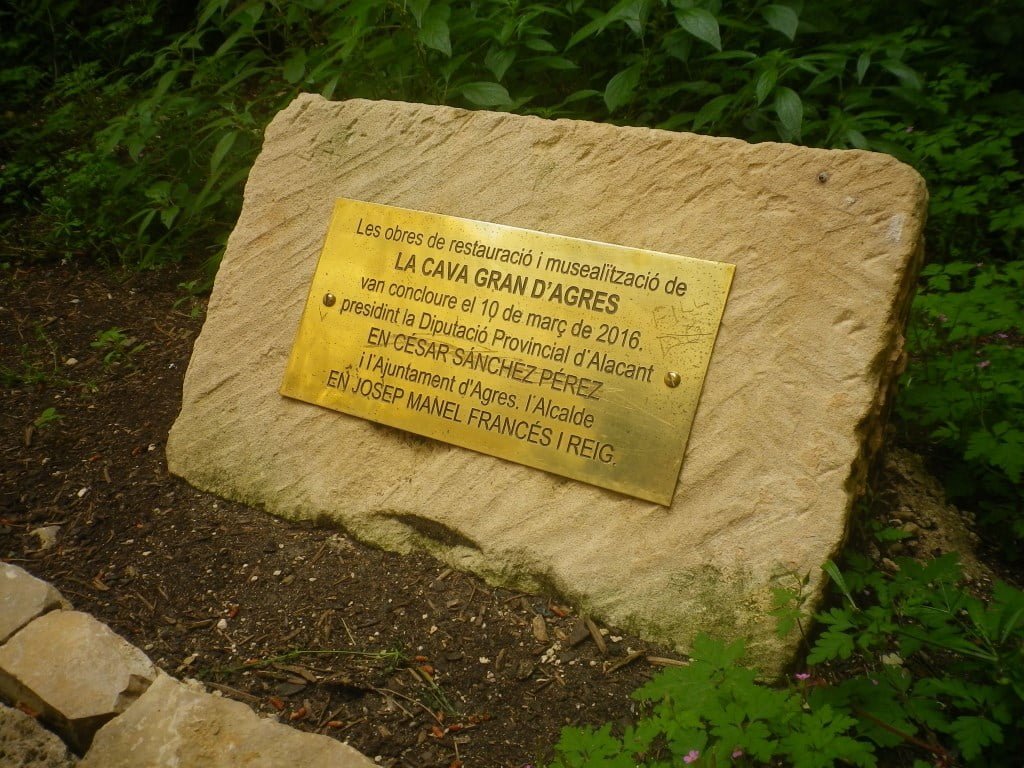 Les obres de restauració i musealització de
LA CAVA GRAN D'AGRES
van concloure el 10 de març de 2016.
presidint la Diputació Provincial d'Alacant
EN CÉSAR SÁNCHEZ PÉREZ
i l'Ajuntament d'Agres, l'Alcalde
EN JOSEP MANEL FRANCÉS I REIG.